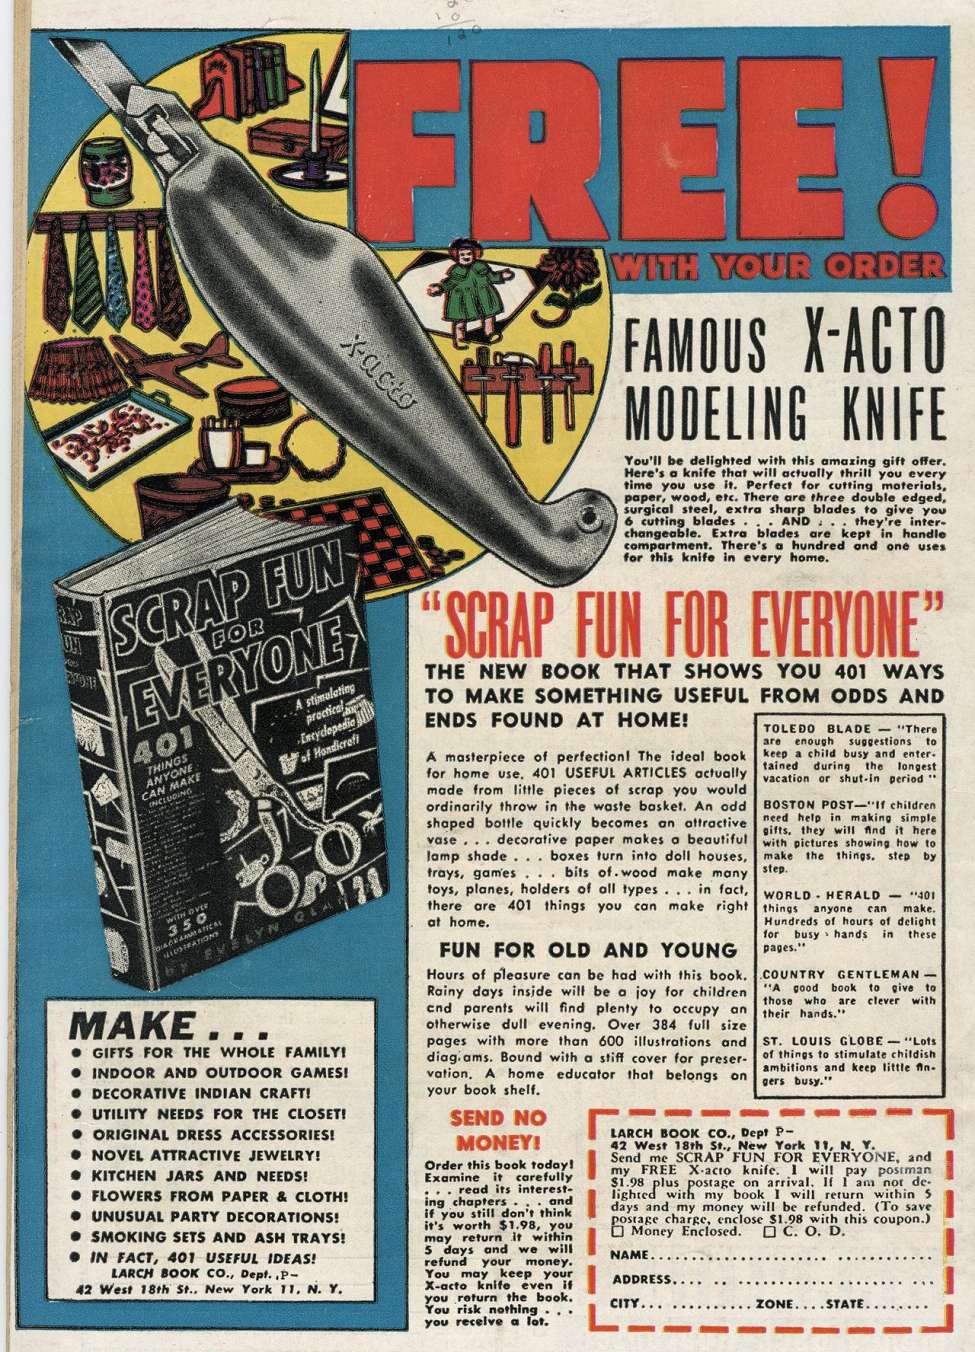 FREE!
WITH YOUR ORDER
x-acto
FAMOUS X-ACTO
MODELING KNIFE
You'll be delighted with this amazing gift offer.
Here's a knife that will actually thrill you every
time you use it. Perfect for cutting materials,
paper, wood, etc. There are three double edged,
surgical steel, extra sharp blades to give you
6 cutting blades . . . AND . . . they're inter-
changeable. Extra blades are kept in handle
compartment. There's a hundred and one uses
for this knife in every home.
SCRAP FUN
FOR
EVERYONE
A stimulating
practical
Encyclopedia
of Handicraft
401
THINGS
ANYONE
CAN MAKE
INCLUDING
WITH OVER
350
DIAGRAMMATICAL
ILLUSTRATIONS
by EVELYN
"SCRAP FUN FOR EVERYONE"
THE NEW BOOK THAT SHOWS YOU 401 WAYS
TO MAKE SOMETHING USEFUL FROM ODDS AND
ENDS FOUND AT HOME!
A masterpiece of perfection! The ideal book
for home use. 401 USEFUL ARTICLES actually
made from little pieces of scrap you would
ordinarily throw in the waste basket. An odd
shaped bottle quickly becomes an attractive
vase . . . decorative paper makes a beautiful
lamp shade . . . boxes turn into doll houses,
trays, games . . . bits of wood make many
toys, planes, holders of all types . . . in fact,
there are 401 things you can make right
at home.
FUN FOR OLD AND YOUNG
Hours of pleasure can be had with this book.
Rainy days inside will be a joy for children
and parents will find plenty to occupy an
otherwise dull evening. Over 384 full size
pages with more than 600 illustrations and
diagrams. Bound with a stiff cover for preser-
vation. A home educator that belongs on
your book shelf.
TOLEDO BLADE — "There
are enough suggestions to
keep a child busy and enter-
tained during the longest
vacation or shut-in period"
BOSTON POST—"If children
need help in making simple
gifts, they will find it here
with pictures showing how to
make the things, step by
step.
WORLD - HERALD — "401
things anyone can make.
Hundreds of hours of delight
for busy hands in these
pages."
COUNTRY GENTLEMAN —
"A good book to give to
those who are clever with
their hands."
ST. LOUIS GLOBE — "Lots
of things to stimulate childish
ambitions and keep little fin-
gers busy."
MAKE...
● GIFTS FOR THE WHOLE FAMILY!
● INDOOR AND OUTDOOR GAMES!
● DECORATIVE INDIAN CRAFT!
● UTILITY NEEDS FOR THE CLOSET!
● ORIGINAL DRESS ACCESSORIES!
● NOVEL ATTRACTIVE JEWELRY!
● KITCHEN JARS AND NEEDS!
● FLOWERS FROM PAPER & CLOTH!
● UNUSUAL PARTY DECORATIONS!
● SMOKING SETS AND ASH TRAYS!
● IN FACT, 401 USEFUL IDEAS!
LARCH BOOK CO., Dept. P-
42 West 18th St., New York 11, N. Y.
SEND NO
MONEY!
Order this book today!
Examine it carefully
. . . read its interest-
ing chapters . . . and
if you still don't think
it's worth $1.98, you
may return it within
5 days and we will
refund your money.
You may keep your
X-acto knife even if
you return the book.
You risk nothing . . .
you receive a lot.
LARCH BOOK CO., Dept P-
42 West 18th St., New York 11, N. Y.
Send me SCRAP FUN FOR EVERYONE, and
my FREE X-acto knife. I will pay postman
$1.98 plus postage on arrival. If I am not de-
lighted with my book I will return within 5
days and my money will be refunded. (To save
postage charge, enclose $1.98 with this coupon.)
☐ Money Enclosed. ☐ C. O. D.
NAME................................................
ADDRESS.............................................
CITY................ZONE....STATE........